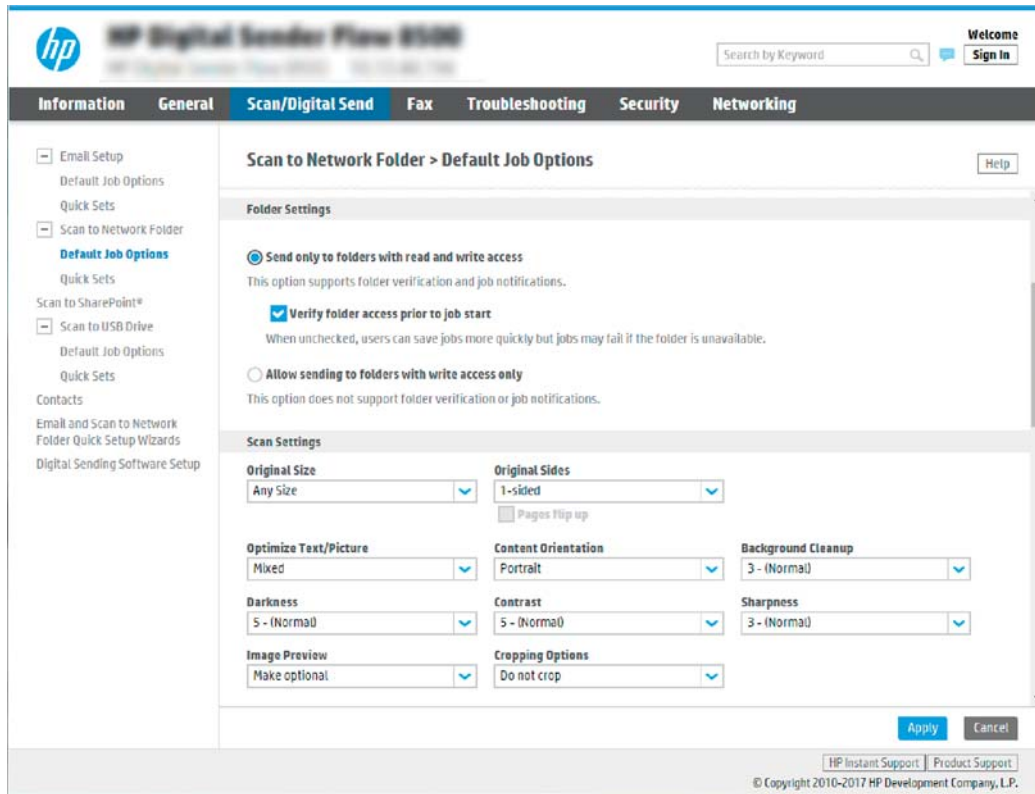 hp
HP Digital Sender Flow 8500
Welcome
Search by Keyword
Sign In
Information General Scan/Digital Send Fax Troubleshooting Security Networking
Email Setup
Default Job Options
Quick Sets
Scan to Network Folder
Default Job Options
Quick Sets
Scan to SharePoint®
Scan to USB Drive
Default Job Options
Quick Sets
Contacts
Email and Scan to Network
Folder Quick Setup Wizards
Digital Sending Software Setup
Scan to Network Folder > Default Job Options
Help
Folder Settings
Send only to folders with read and write access
This option supports folder verification and job notifications.
Verify folder access prior to job start
When unchecked, users can save jobs more quickly but jobs may fail if the folder is unavailable.
Allow sending to folders with write access only
This option does not support folder verification or job notifications.
Scan Settings
Original Size Original Sides
Any Size 1-sided
Pages flip up
Optimize Text/Picture Content Orientation Background Cleanup
Mixed Portrait 3 - (Normal)
Darkness Contrast Sharpness
5 - (Normal) 5 - (Normal) 3 - (Normal)
Image Preview Cropping Options
Make optional Do not crop
Apply Cancel
HP Instant Support Product Support
© Copyright 2010-2017 HP Development Company, L.P.